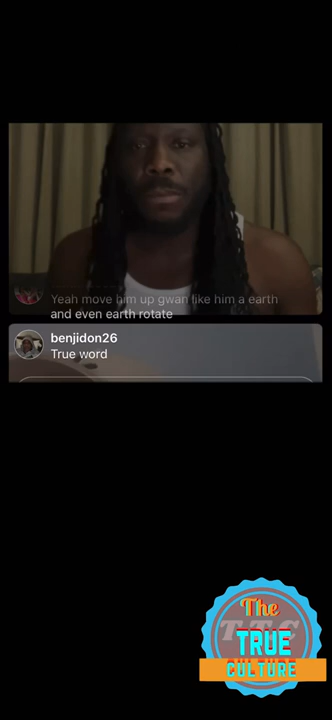 Yeah move him up gwan like him a earth
and even earth rotate
benjidon26
True word
The
T.T.C
TRUE
CULTURE